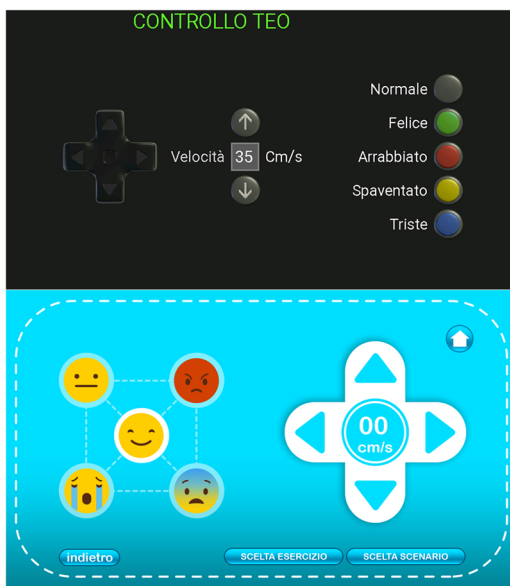 CONTROLLO TEO
Normale
Felice
Velocità 35 Cm/s
Arrabbiato
Spaventato
Triste
00
cm/s
indietro
SCELTA ESERCIZIO
SCELTA SCENARIO